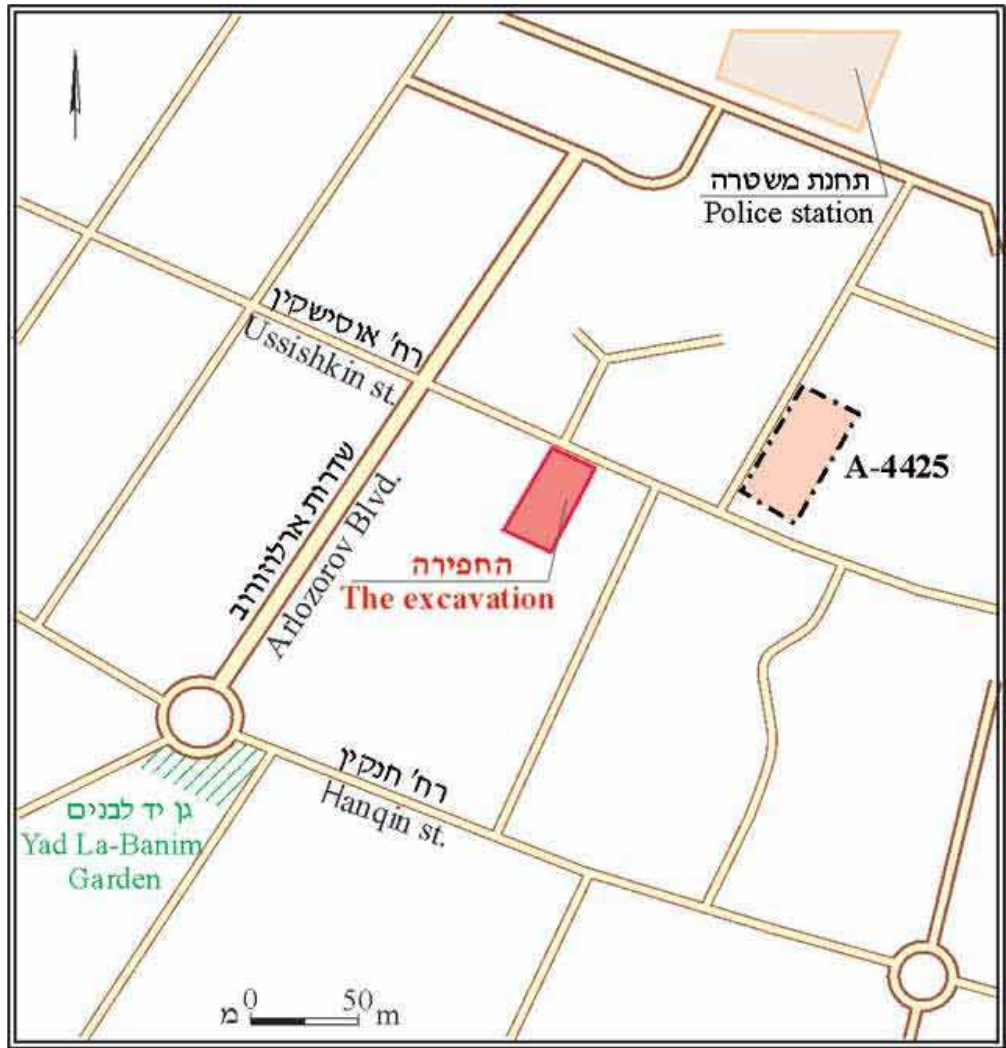 תחנת משטרה
Police station
רח' אוסישקין
Ussishkin st.
A-4425
שדרות ארלוזורוב
Arlozorov Blvd.
החפירה
The excavation
רח' חנקין
Hanqin st.
גן יד לבנים
Yad La-Banim
Garden
מ 0 50 m